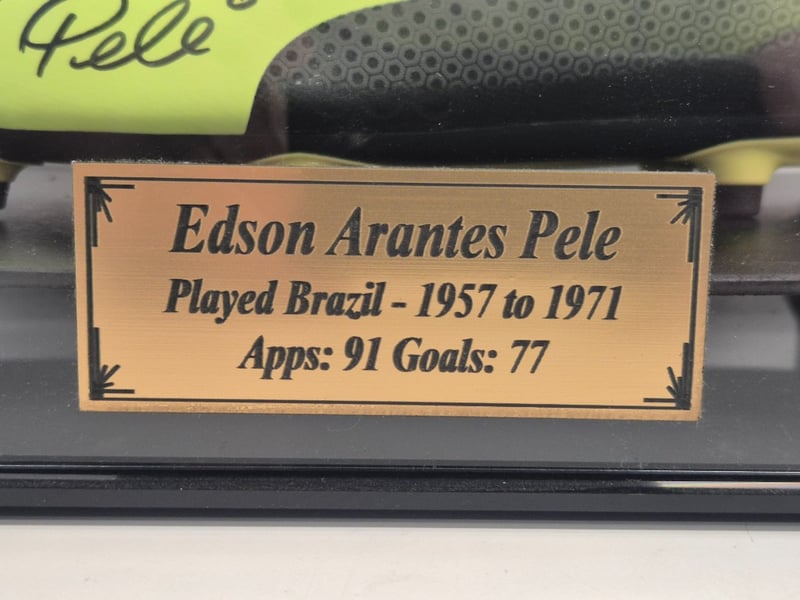 Pele
Edson Arantes Pele
Played Brazil - 1957 to 1971
Apps: 91 Goals: 77